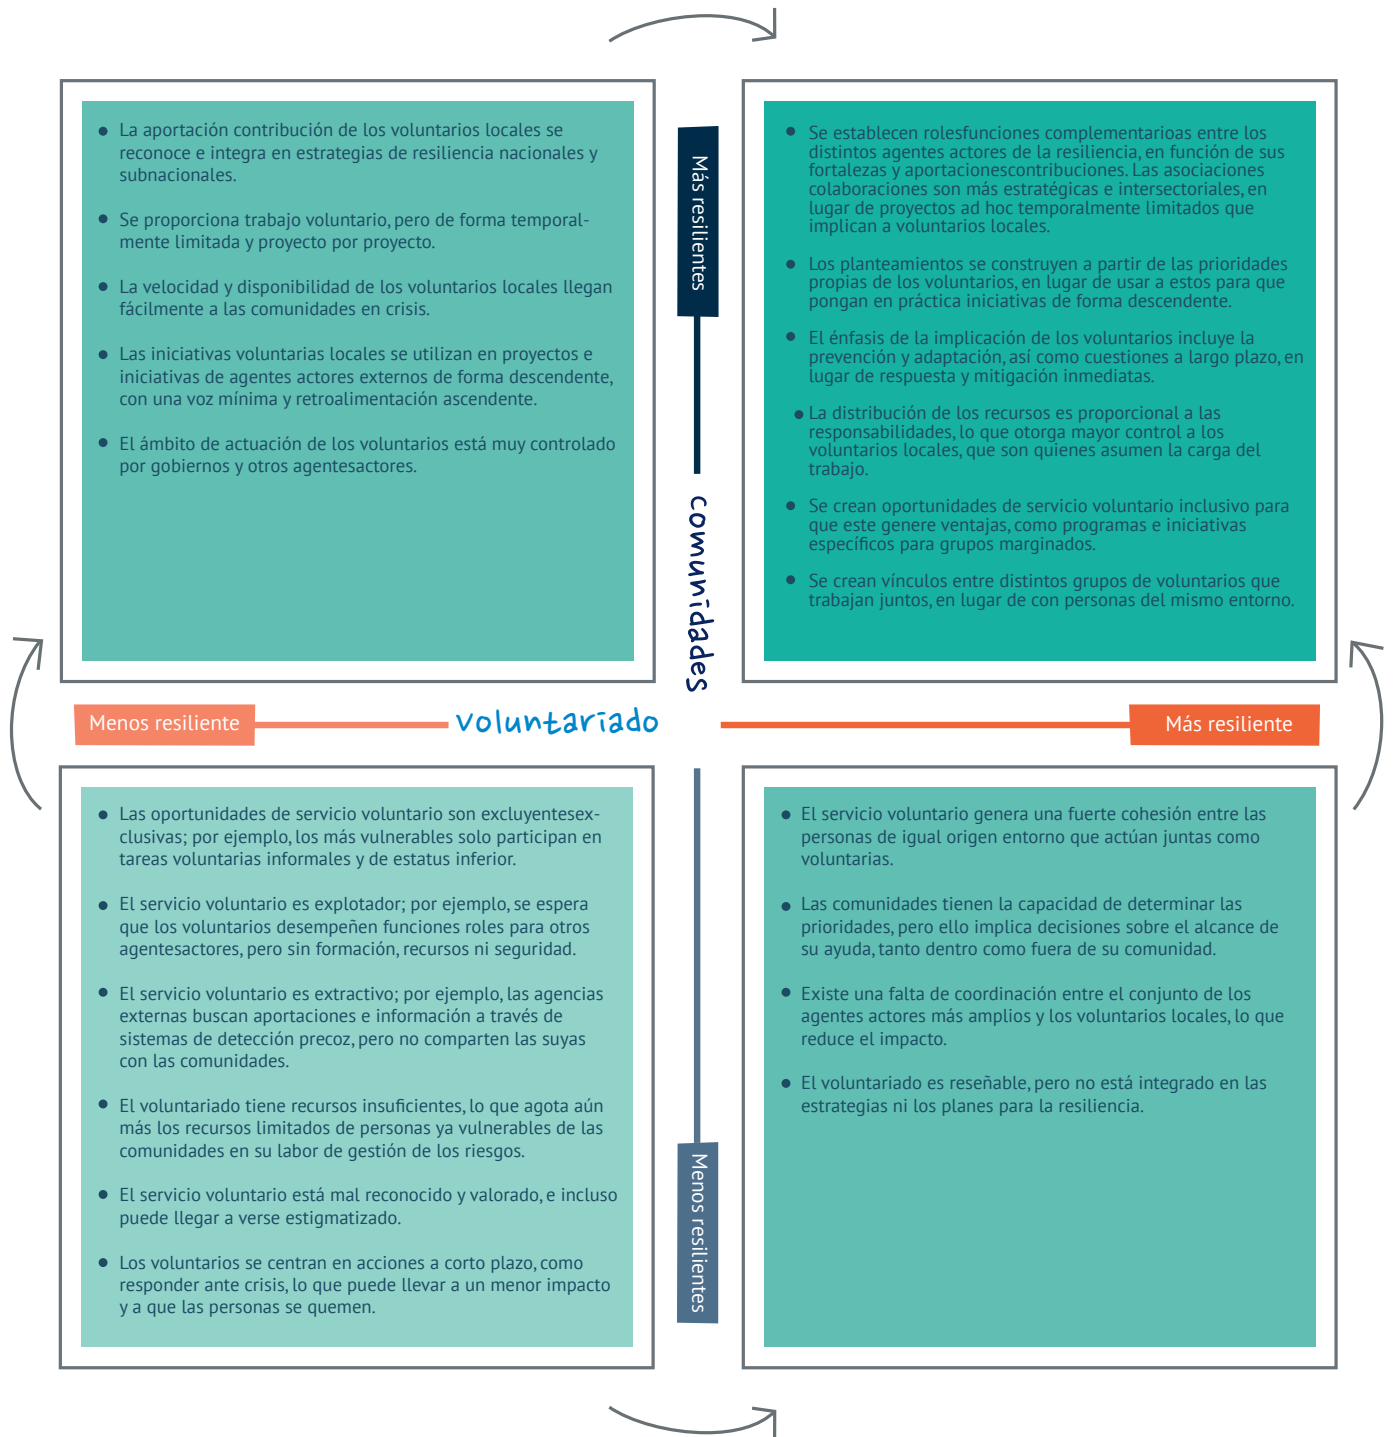 La aportación contribución de los voluntarios locales se
reconoce e integra en estrategias de resiliencia nacionales y
subnacionales.
Se proporciona trabajo voluntario, pero de forma temporal-
mente limitada y proyecto por proyecto.
La velocidad y disponibilidad de los voluntarios locales llegan
fácilmente a las comunidades en crisis.
Las iniciativas voluntarias locales se utilizan en proyectos e
iniciativas de agentes actores externos de forma descendente,
con una voz mínima y retroalimentación ascendente.
El ámbito de actuación de los voluntarios está muy controlado
por gobiernos y otros agentesactores.
Más resilientes
Se establecen rolesfunciones complementarioas entre los
distintos agentes actores de la resiliencia, en función de sus
fortalezas y aportacionescontribuciones. Las asociaciones
colaboraciones son más estratégicas e intersectoriales, en
lugar de proyectos ad hoc temporalmente limitados que
implican a voluntarios locales.
Los planteamientos se construyen a partir de las prioridades
propias de los voluntarios, en lugar de usar a estos para que
pongan en práctica iniciativas de forma descendente.
El énfasis de la implicación de los voluntarios incluye la
prevención y adaptación, así como cuestiones a largo plazo, en
lugar de respuesta y mitigación inmediatas.
La distribución de los recursos es proporcional a las
responsabilidades, lo que otorga mayor control a los
voluntarios locales, que son quienes asumen la carga del
trabajo.
Se crean oportunidades de servicio voluntario inclusivo para
que este genere ventajas, como programas e iniciativas
específicos para grupos marginados.
Se crean vínculos entre distintos grupos de voluntarios que
trabajan juntos, en lugar de con personas del mismo entorno.
comunidades
Menos resiliente
voluntariado
Más resiliente
Las oportunidades de servicio voluntario son excluyentesex-
clusivas; por ejemplo, los más vulnerables solo participan en
tareas voluntarias informales y de estatus inferior.
El servicio voluntario es explotador; por ejemplo, se espera
que los voluntarios desempeñen funciones roles para otros
agentesactores, pero sin formación, recursos ni seguridad.
El servicio voluntario es extractivo; por ejemplo, las agencias
externas buscan aportaciones e información a través de
sistemas de detección precoz, pero no comparten las suyas
con las comunidades.
El voluntariado tiene recursos insuficientes, lo que agota aún
más los recursos limitados de personas ya vulnerables de las
comunidades en su labor de gestión de los riesgos.
El servicio voluntario está mal reconocido y valorado, e incluso
puede llegar a verse estigmatizado.
Los voluntarios se centran en acciones a corto plazo, como
responder ante crisis, lo que puede llevar a un menor impacto
y a que las personas se quemen.
Menos resilientes
El servicio voluntario genera una fuerte cohesión entre las
personas de igual origen entorno que actúan juntas como
voluntarias.
Las comunidades tienen la capacidad de determinar las
prioridades, pero ello implica decisiones sobre el alcance de
su ayuda, tanto dentro como fuera de su comunidad.
Existe una falta de coordinación entre el conjunto de los
agentes actores más amplios y los voluntarios locales, lo que
reduce el impacto.
El voluntariado es reseñable, pero no está integrado en las
estrategias ni los planes para la resiliencia.